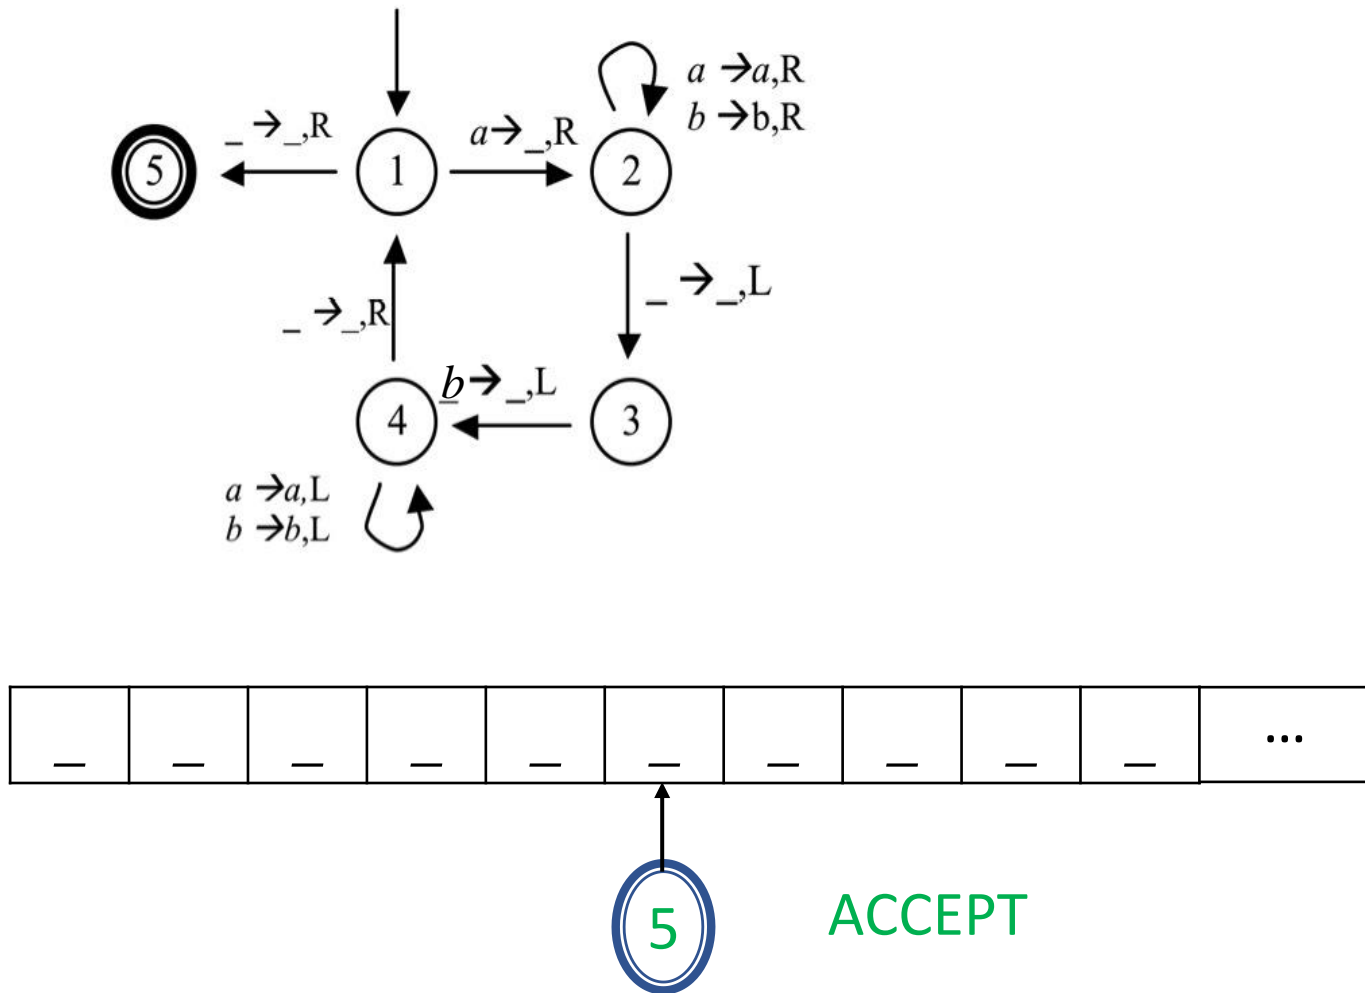 a →a,R
b →b,R
_ →_,R
a→_,R
5
1
2
_ →_,L
_ →_,R
b→_,L
4
3
a →a,L
b →b,L
_ _ _ _ _ _ _ _ _ _ ...
5
ACCEPT